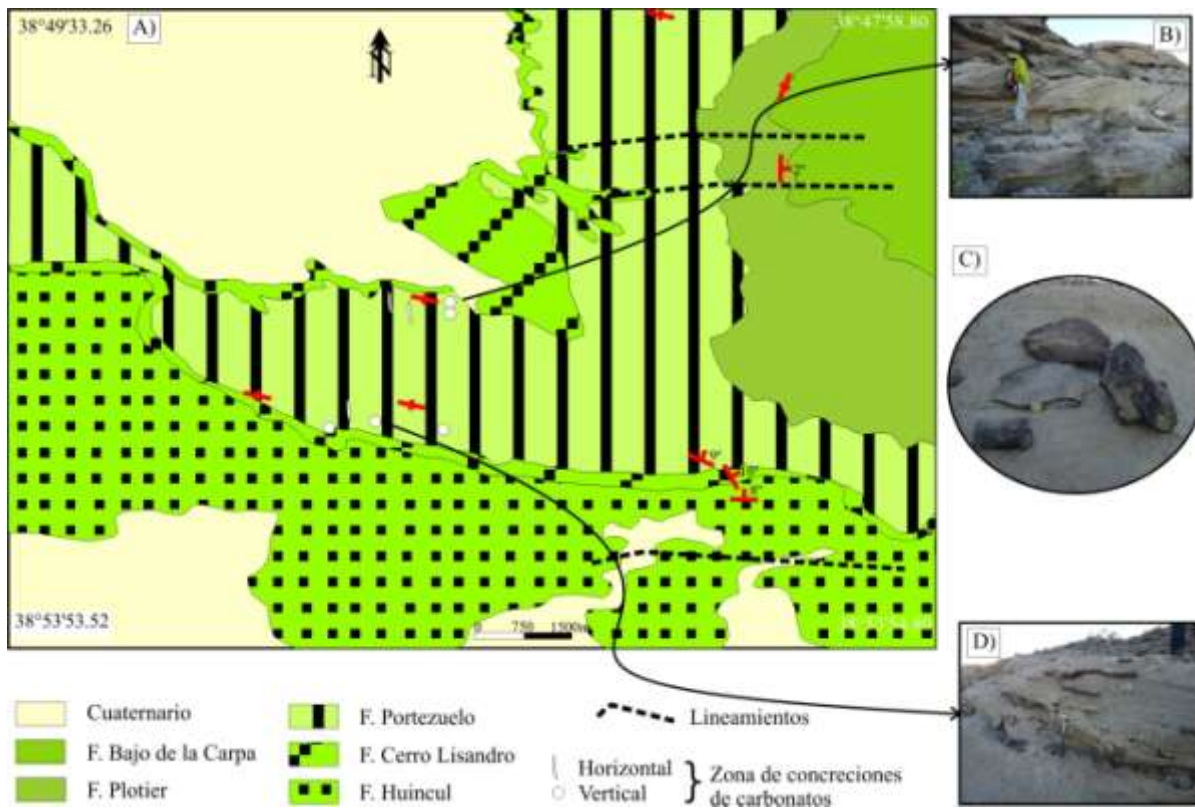 38°49'33.26
A)
38°47'58.80
B)
C)
38°53'53.52
0 750 1500m
D)
Cuaternario
F. Portezuelo
Lineamientos
F. Bajo de la Carpa
F. Cerro Lisandro
Horizontal
Zona de concreciones
F. Plotier
F. Huincul
Vertical
de carbonatos